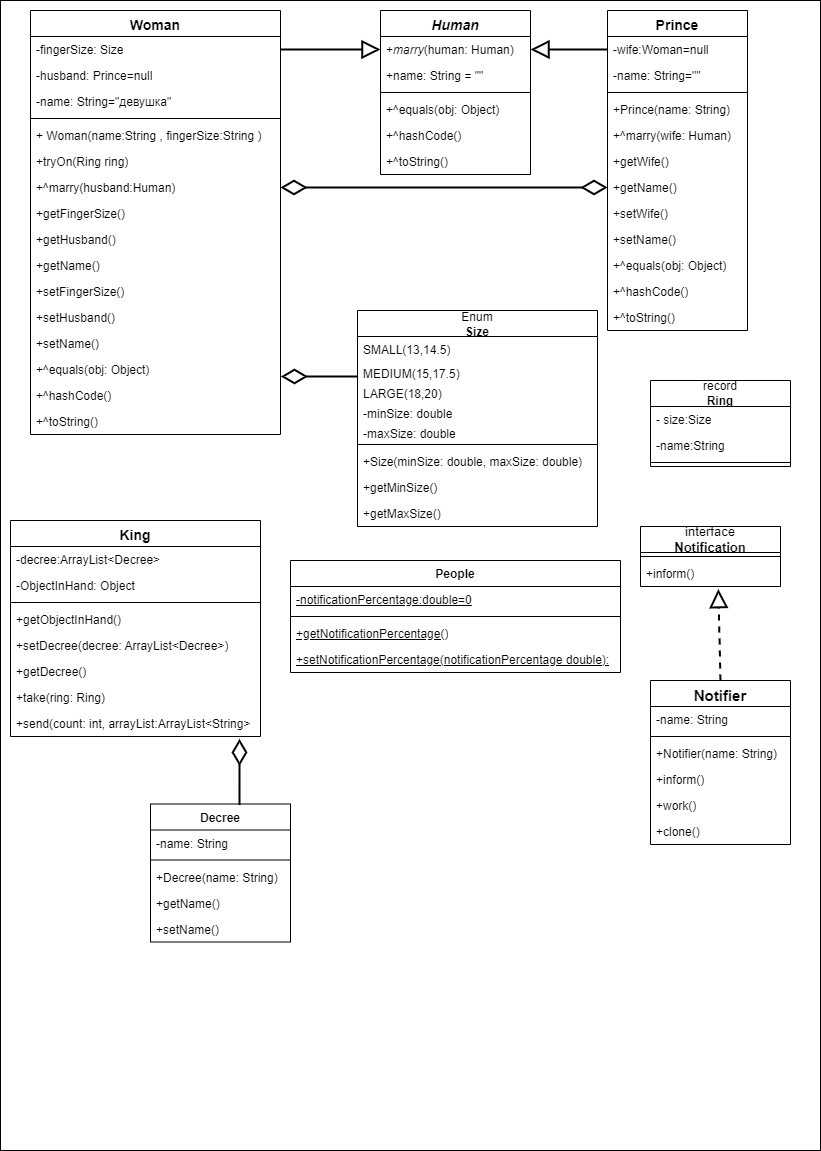 Woman
-fingerSize: Size
-husband: Prince=null
-name: String="девушка"
+ Woman(name:String , fingerSize:String )
+tryOn(Ring ring)
+^marry(husband:Human)
+getFingerSize()
+getHusband()
+getName()
+setFingerSize()
+setHusband()
+setName()
+^equals(obj: Object)
+^hashCode()
+^toString()
Human
+marry(human: Human)
+name: String = ""
+^equals(obj: Object)
+^hashCode()
+^toString()
Prince
-wife:Woman=null
-name: String=""
+Prince(name: String)
+^marry(wife: Human)
+getWife()
+getName()
+setWife()
+setName()
+^equals(obj: Object)
+^hashCode()
+^toString()
Enum
Size
SMALL(13,14.5)
MEDIUM(15,17.5)
LARGE(18,20)
-minSize: double
-maxSize: double
+Size(minSize: double, maxSize: double)
+getMinSize()
+getMaxSize()
record
Ring
- size:Size
-name:String
King
-decree:ArrayList<Decree>
-ObjectInHand: Object
+getObjectInHand()
+setDecree(decree: ArrayList<Decree>)
+getDecree()
+take(ring: Ring)
+send(count: int, arrayList:ArrayList<String>
People
-notificationPercentage:double=0
+getNotificationPercentage()
+setNotificationPercentage(notificationPercentage double):
interface
Notification
+inform()
Notifier
-name: String
+Notifier(name: String)
+inform()
+work()
+clone()
Decree
-name: String
+Decree(name: String)
+getName()
+setName()